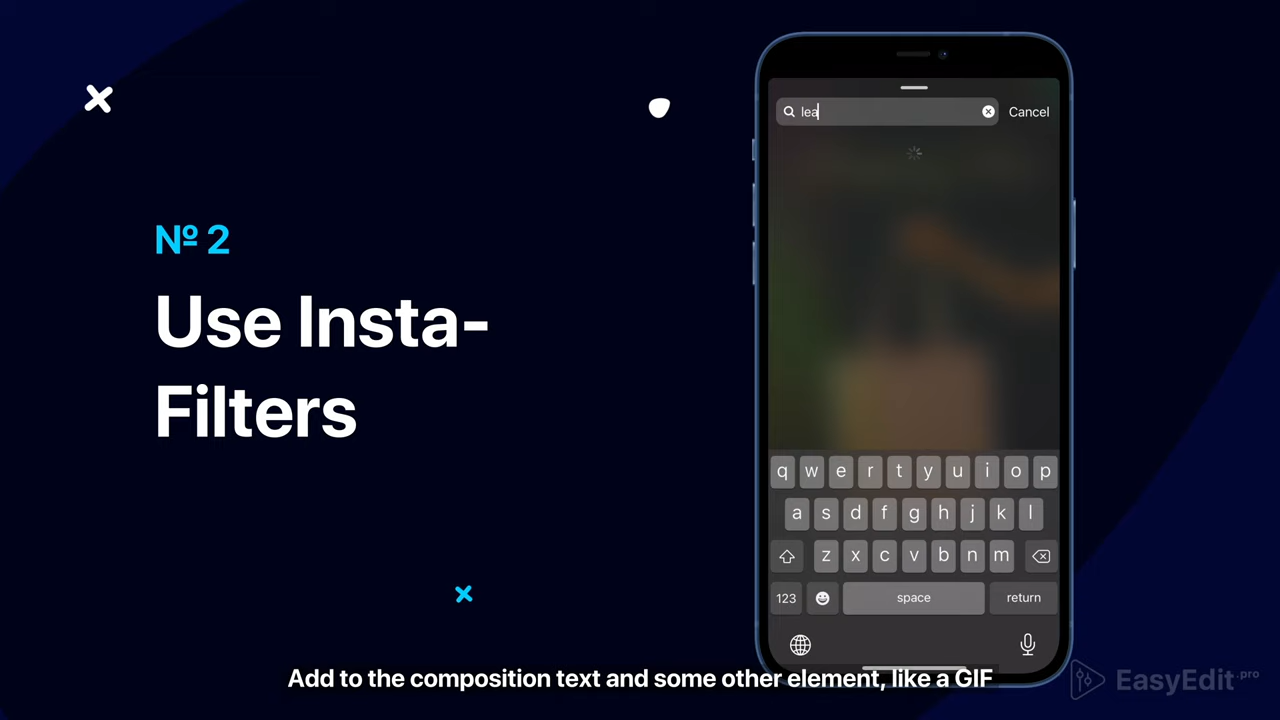 lea
Cancel
№ 2
Use Insta-
Filters
q w e r t y u i o p
a s d f g h j k l
z x c v b n m
123 space return
Add to the composition text and some other element, like a GIF
EasyEdit.pro